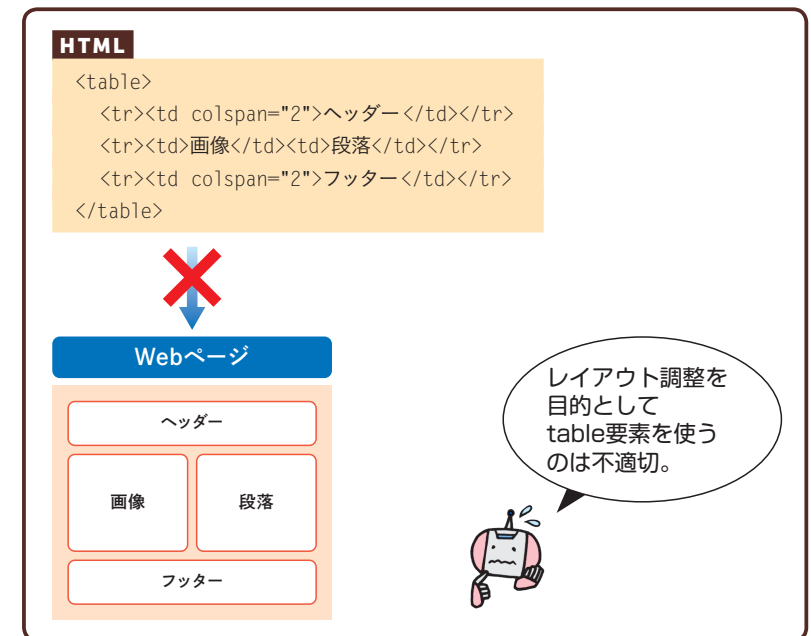 HTML
<table>
<tr><td colspan="2">ヘッダー</td></tr>
<tr><td>画像</td><td>段落</td></tr>
<tr><td colspan="2">フッター</td></tr>
</table>
Webページ
ヘッダー
画像 段落
フッター
レイアウト調整を
目的として
table要素を使う
のは不適切。